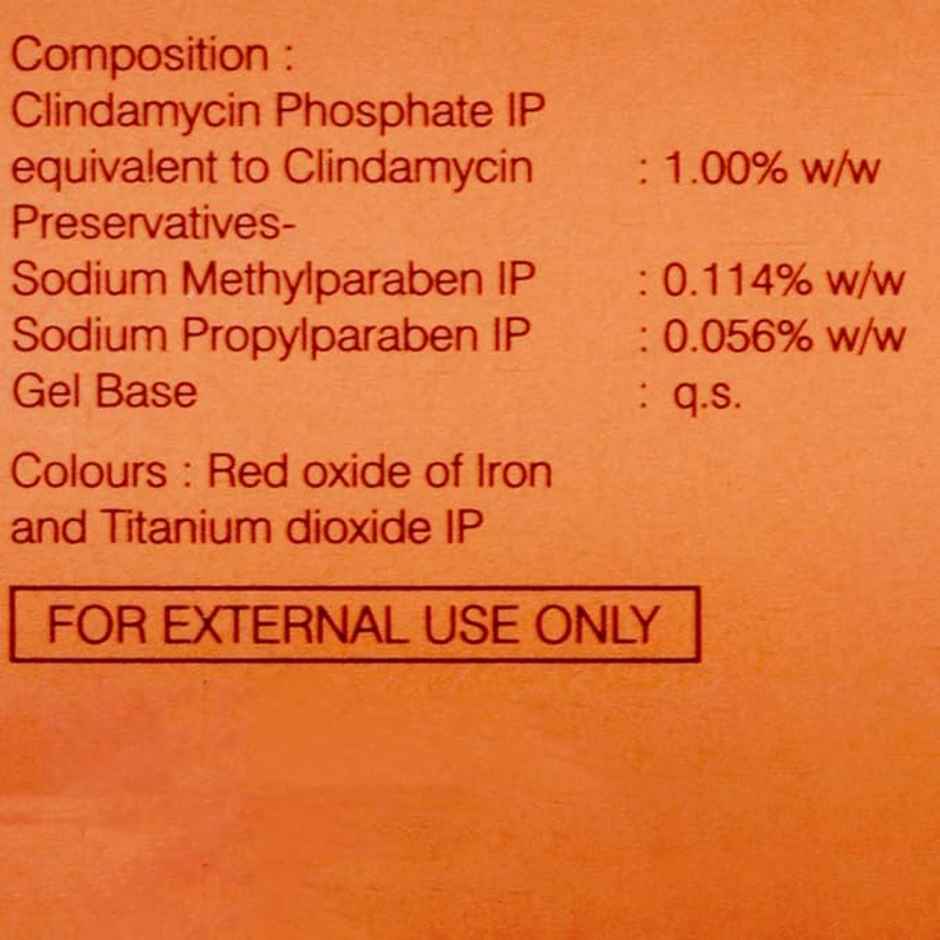 Composition :
Clindamycin Phosphate IP
equivalent to Clindamycin : 1.00% w/w
Preservatives-
Sodium Methylparaben IP : 0.114% w/w
Sodium Propylparaben IP : 0.056% w/w
Gel Base : q.s.
Colours : Red oxide of Iron
and Titanium dioxide IP
FOR EXTERNAL USE ONLY